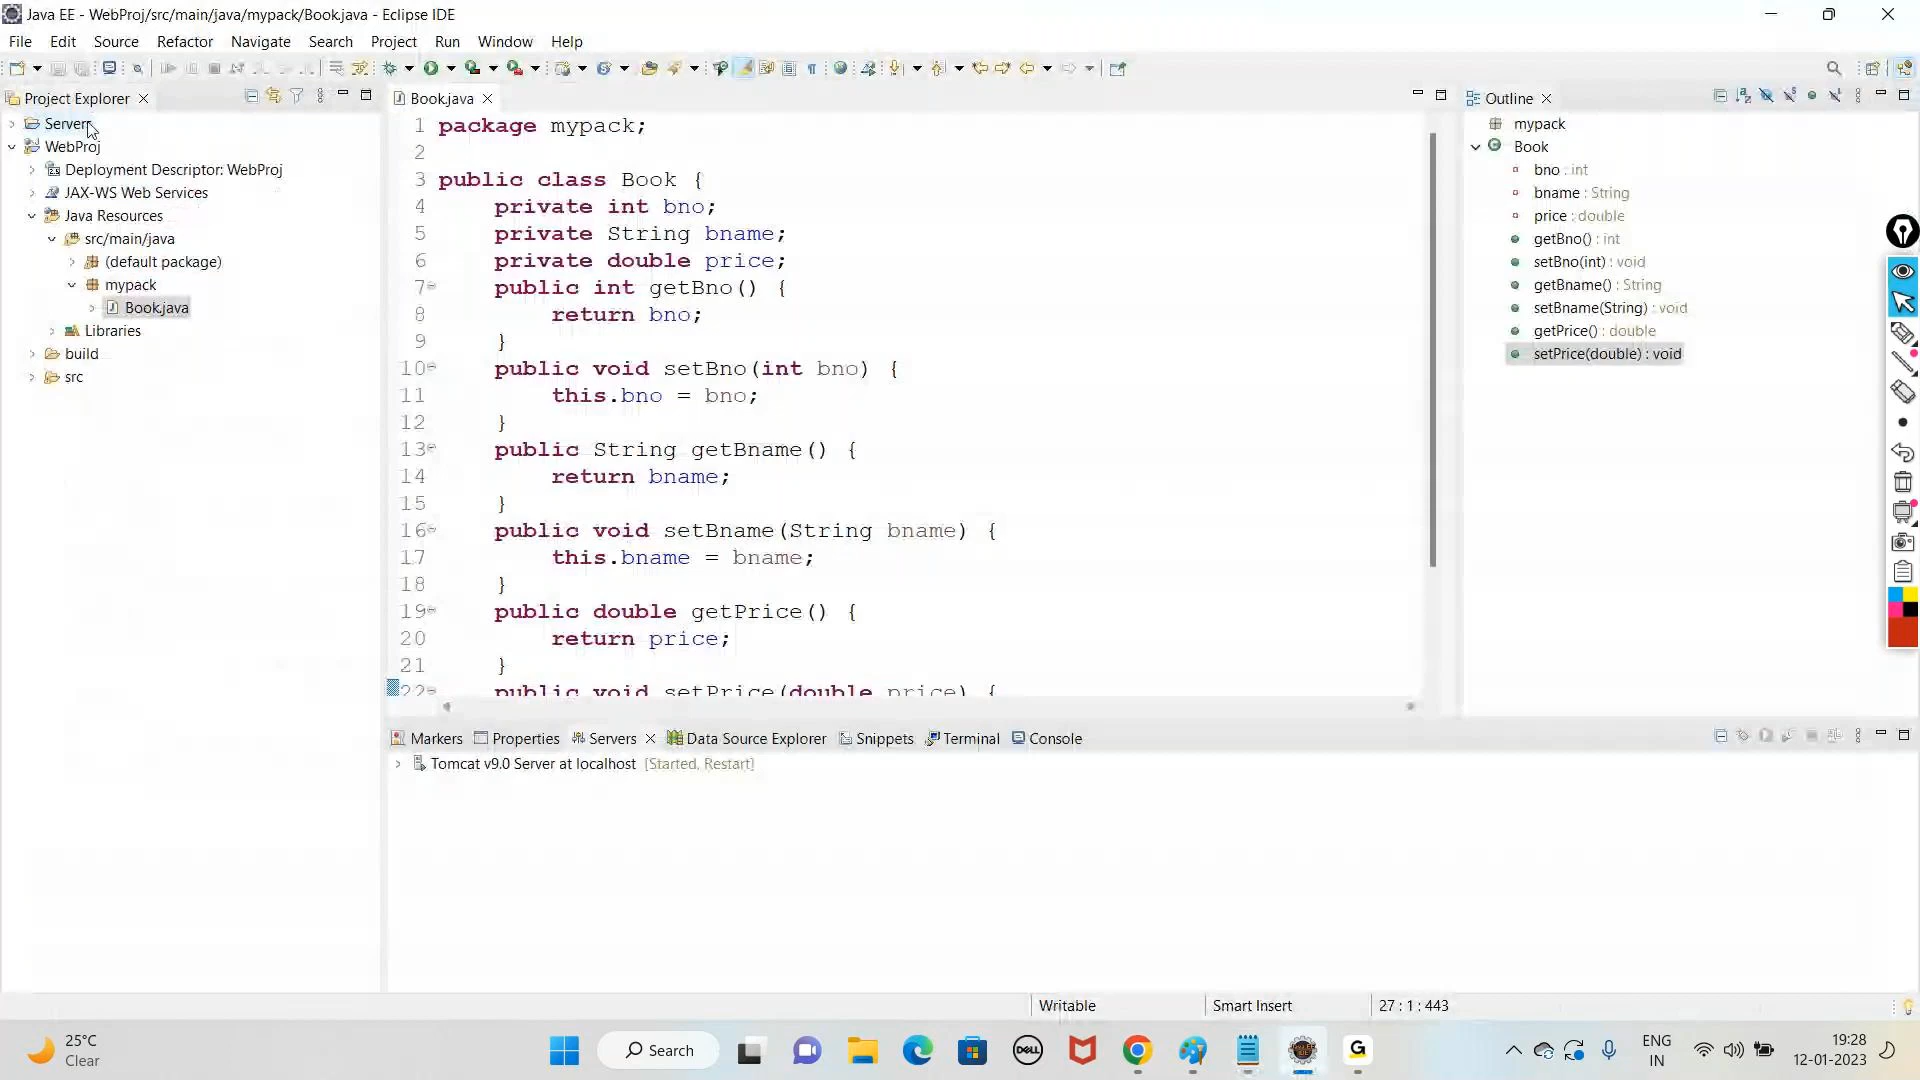 Java EE - WebProj/src/main/java/mypack/Book.java - Eclipse IDE
File Edit Source Refactor Navigate Search Project Run Window Help
Project Explorer
Servers
WebProj
Deployment Descriptor: WebProj
JAX-WS Web Services
Java Resources
src/main/java
(default package)
mypack
Book.java
Libraries
build
src
Book.java
1 package mypack;
2
3 public class Book {
4 private int bno;
5 private String bname;
6 private double price;
7 public int getBno() {
8 return bno;
9 }
10 public void setBno(int bno) {
11 this.bno = bno;
12 }
13 public String getBname() {
14 return bname;
15 }
16 public void setBname(String bname) {
17 this.bname = bname;
18 }
19 public double getPrice() {
20 return price;
21 }
22 public void setPrice(double price) {
Outline
mypack
Book
bno : int
bname : String
price : double
getBno() : int
setBno(int) : void
getBname() : String
setBname(String) : void
getPrice() : double
setPrice(double) : void
Markers Properties Servers Data Source Explorer Snippets Terminal Console
Tomcat v9.0 Server at localhost [Started, Restart]
Writable Smart Insert 27 : 1 : 443
25°C
Clear
Search
DELL
G
ENG
IN
19:28
12-01-2023